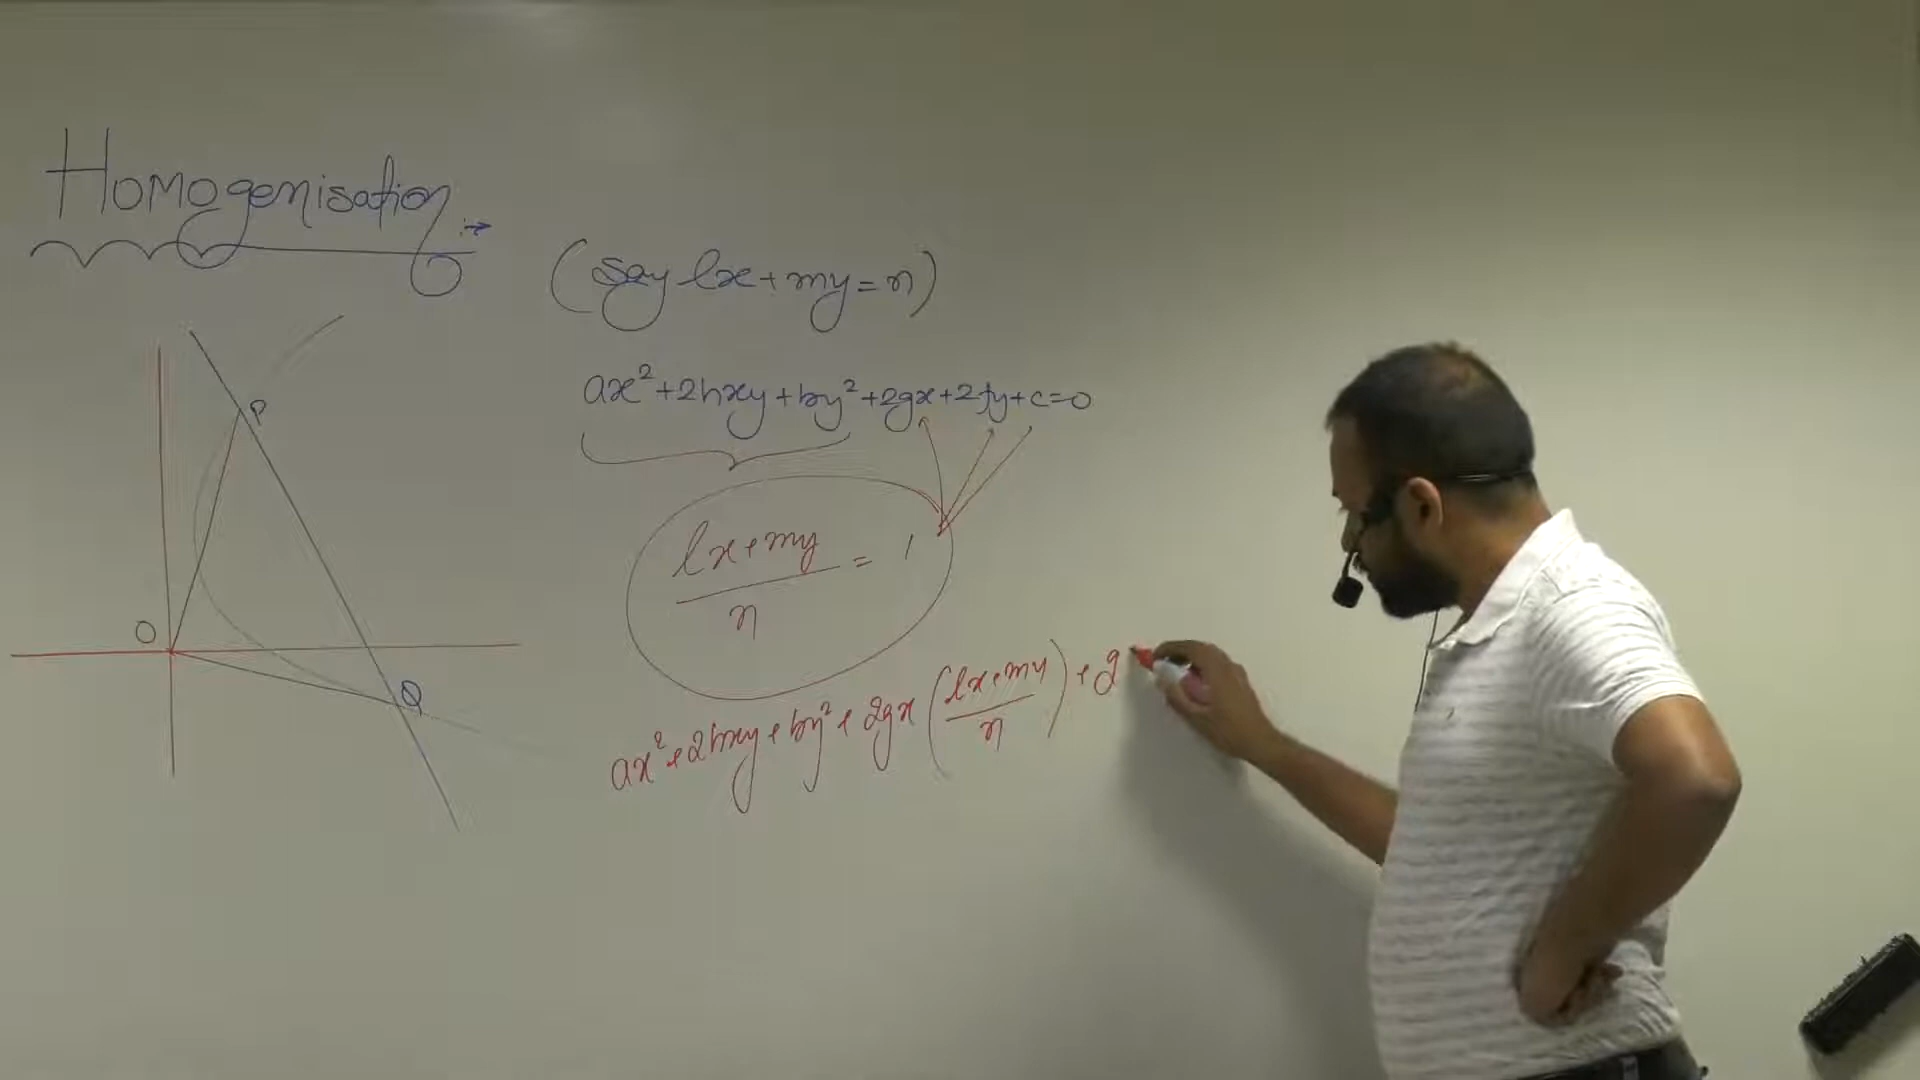 Homogenisation :→
(say lx+my=n)
ax²+2hxy+by²+2gx+2fy+c=0
P
lx+my
= 1
n
O
Q
ax²+2hxy+by²+2gx(lx+my/n)+2